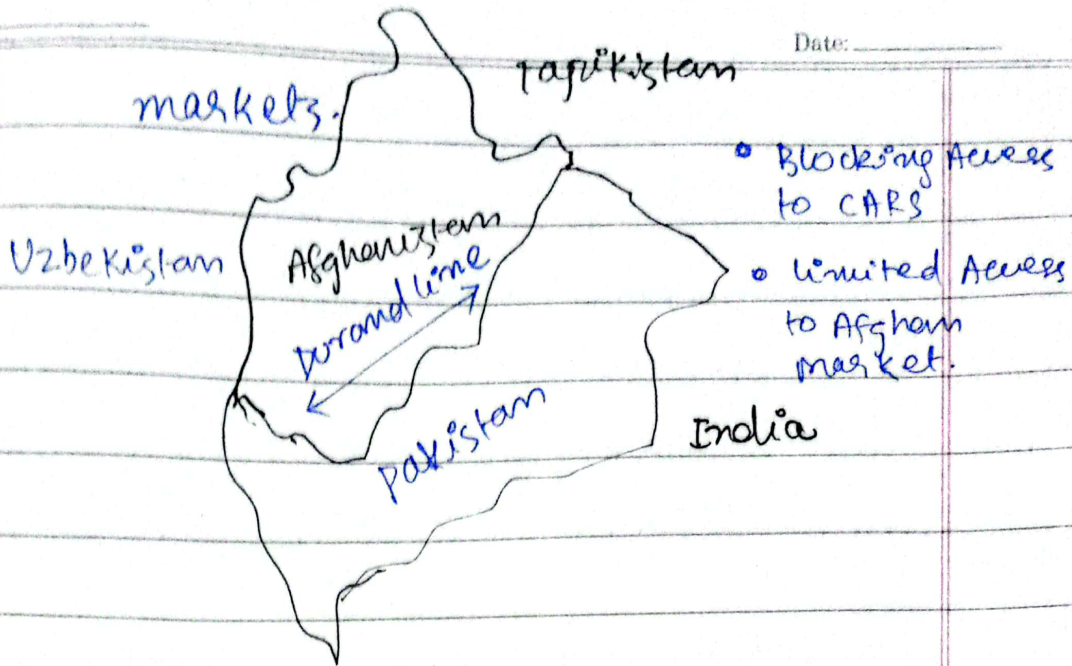 Date:
Tajikistan
markets.
• Blocking Access
to CARS
Uzbekistan
Afghanistan
Durand line
• limited Access
to Afghan
market.
Pakistan
India